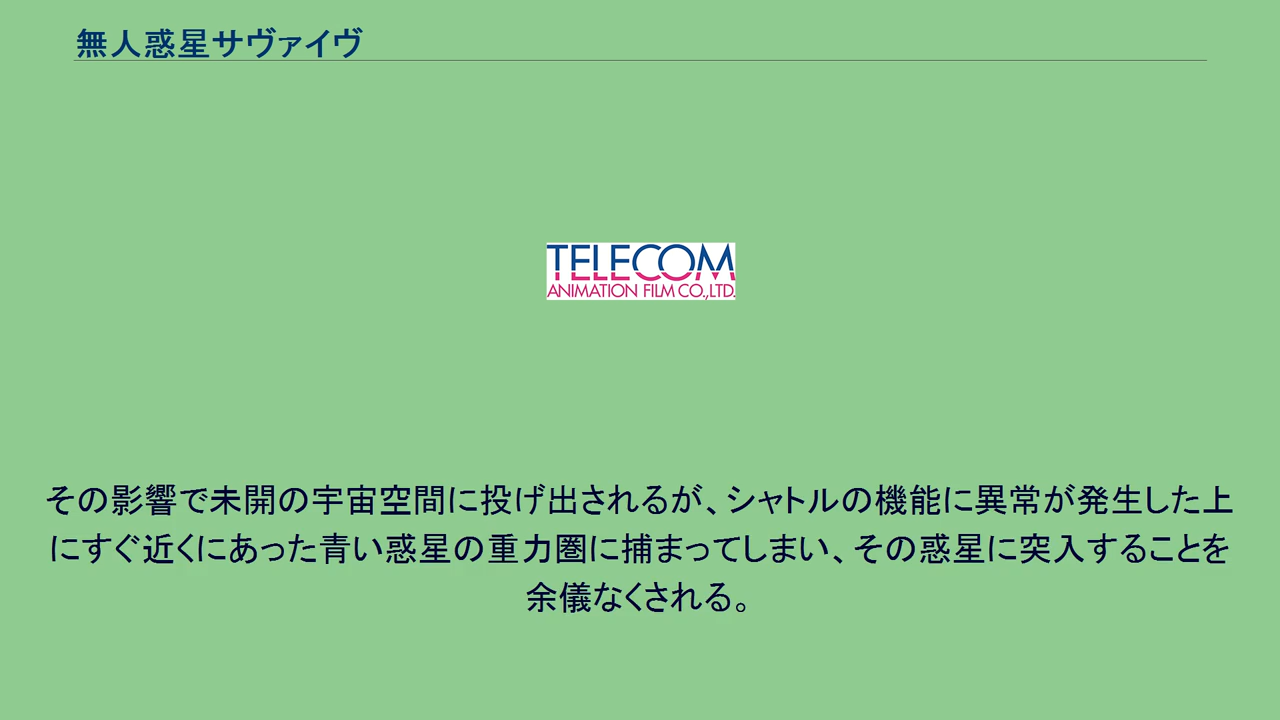 無人惑星サヴァイヴ
TELECOM
ANIMATION FILM CO.,LTD.
その影響で未開の宇宙空間に投げ出されるが、シャトルの機能に異常が発生した上
にすぐ近くにあった青い惑星の重力圏に捕まってしまい、その惑星に突入することを
余儀なくされる。